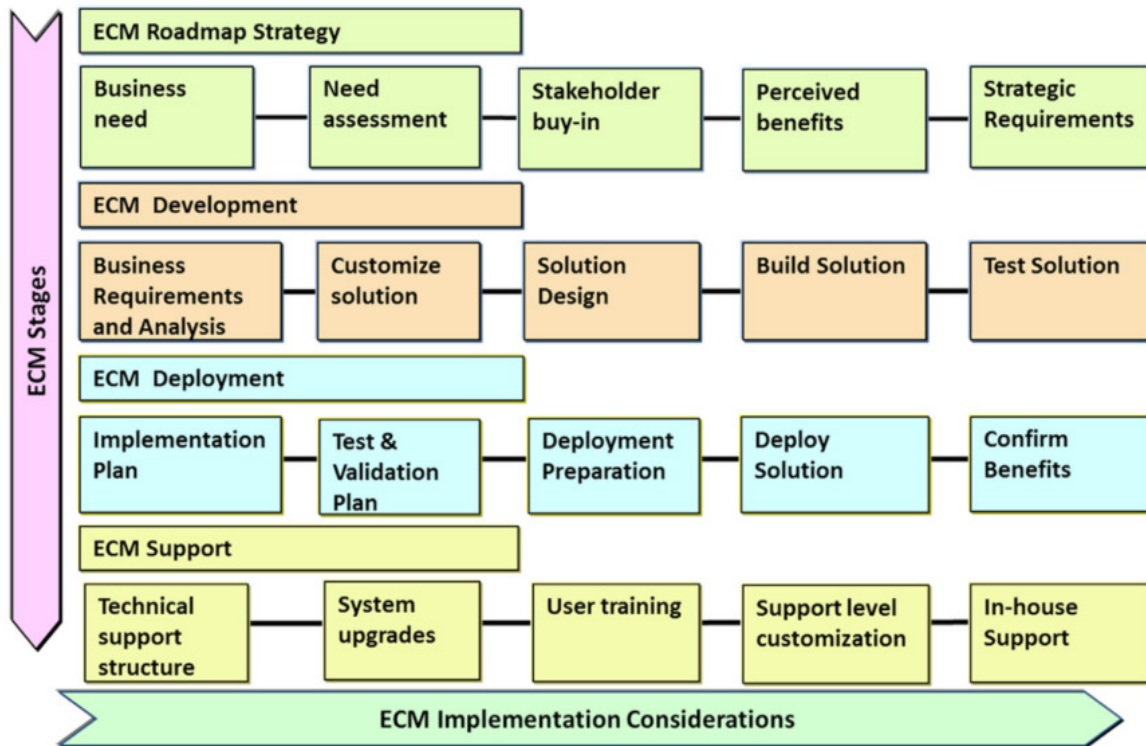 ECM Stages
ECM Roadmap Strategy
Business
need
Need
assessment
Stakeholder
buy-in
Perceived
benefits
Strategic
Requirements
ECM Development
Business
Requirements
and Analysis
Customize
solution
Solution
Design
Build Solution
Test Solution
ECM Deployment
Implementation
Plan
Test &
Validation
Plan
Deployment
Preparation
Deploy
Solution
Confirm
Benefits
ECM Support
Technical
support
structure
System
upgrades
User training
Support level
customization
In-house
Support
ECM Implementation Considerations